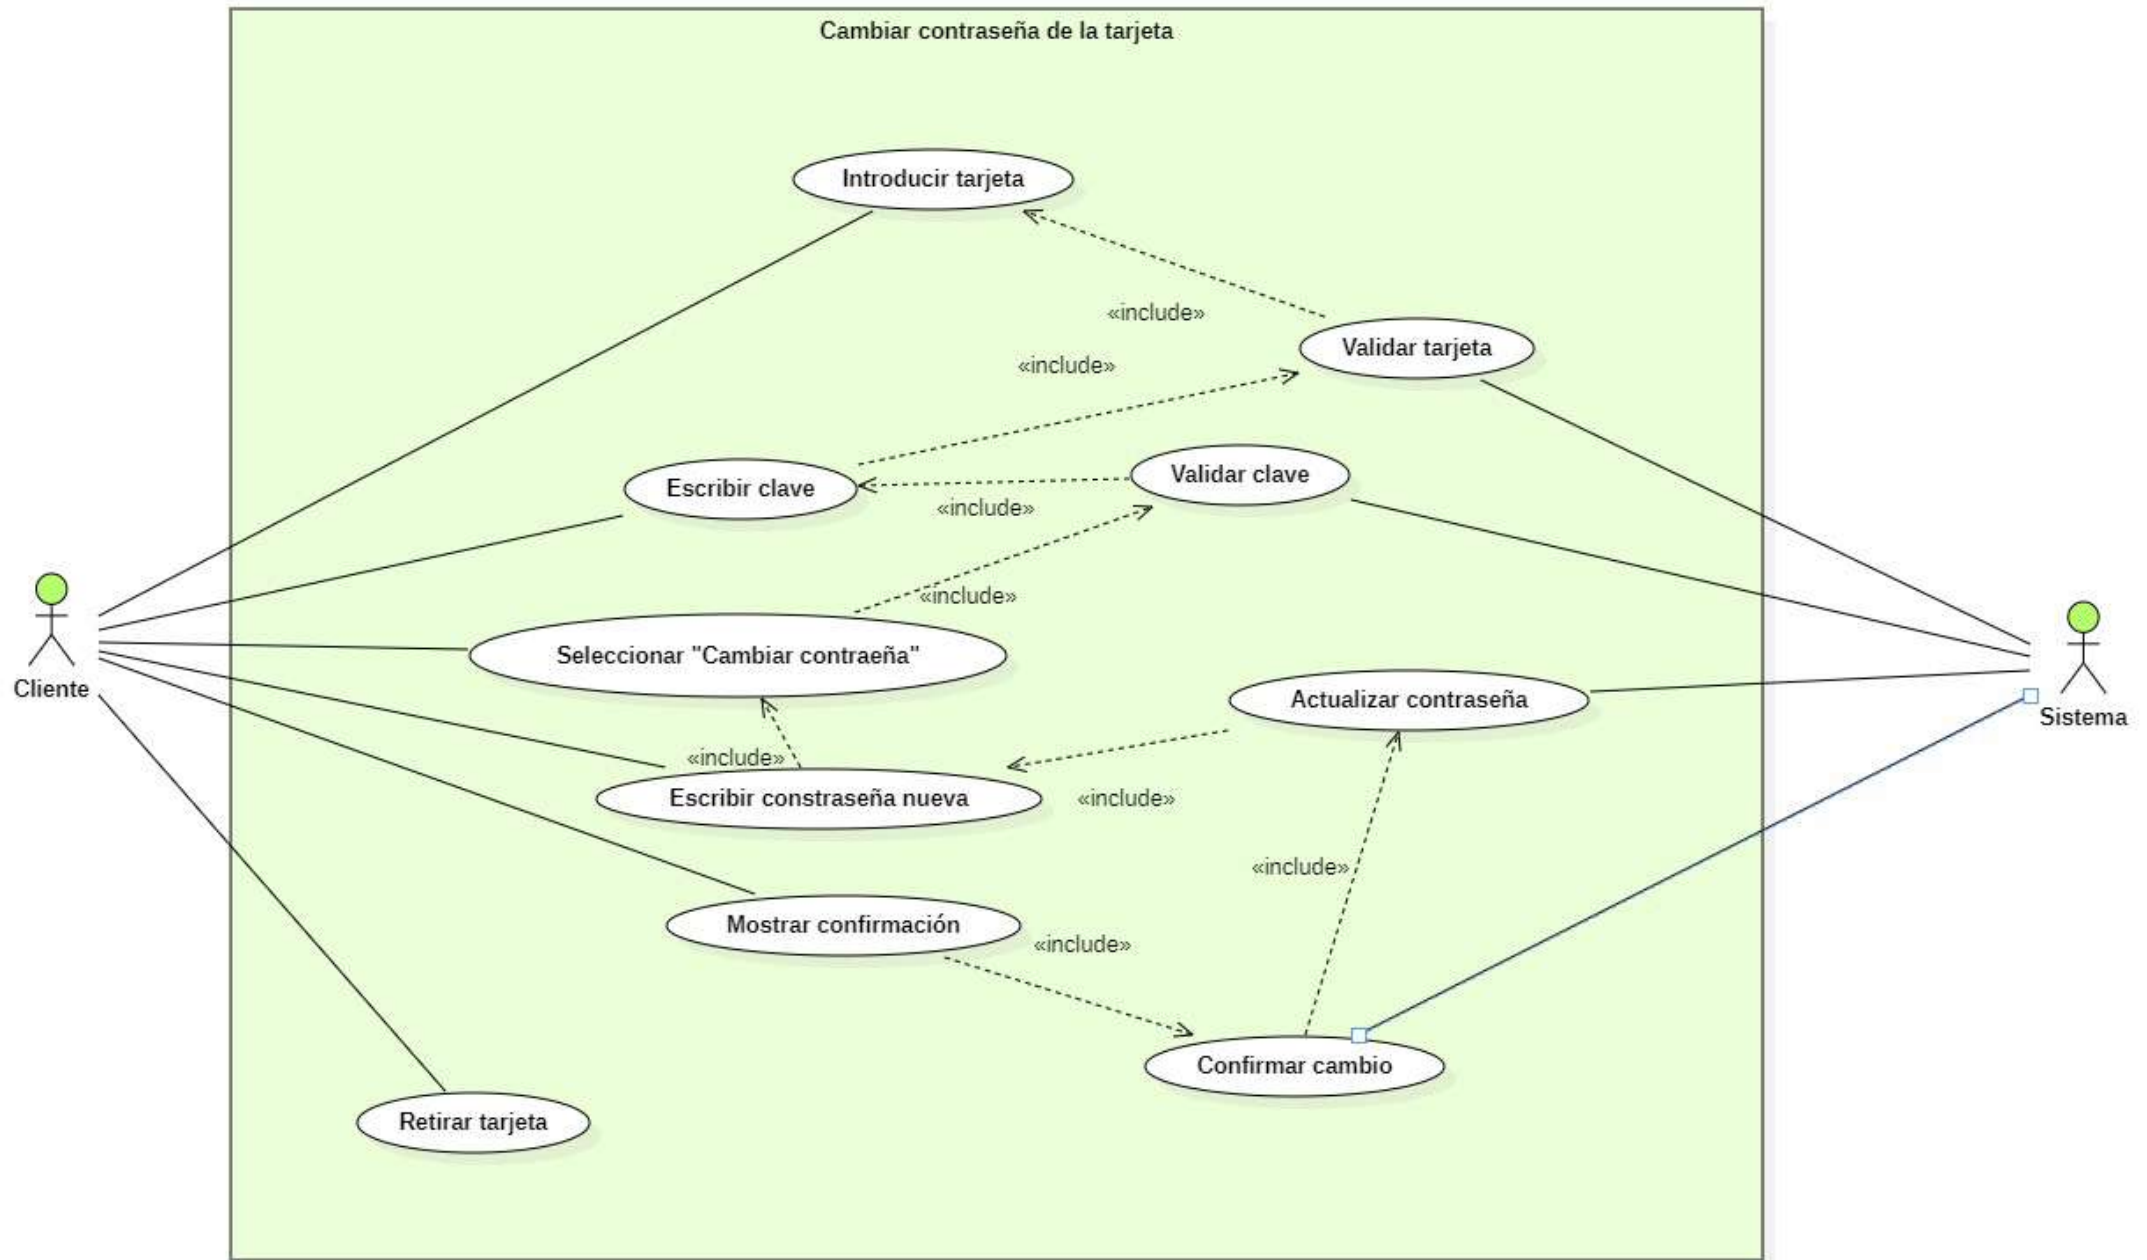 Cambiar contraseña de la tarjeta
Introducir tarjeta
«include»
Validar tarjeta
«include»
Escribir clave
Validar clave
«include»
«include»
Seleccionar "Cambiar contraeña"
Cliente
Actualizar contraseña
Sistema
«include»
Escribir constraseña nueva
«include»
«include»
Mostrar confirmación
«include»
Confirmar cambio
Retirar tarjeta